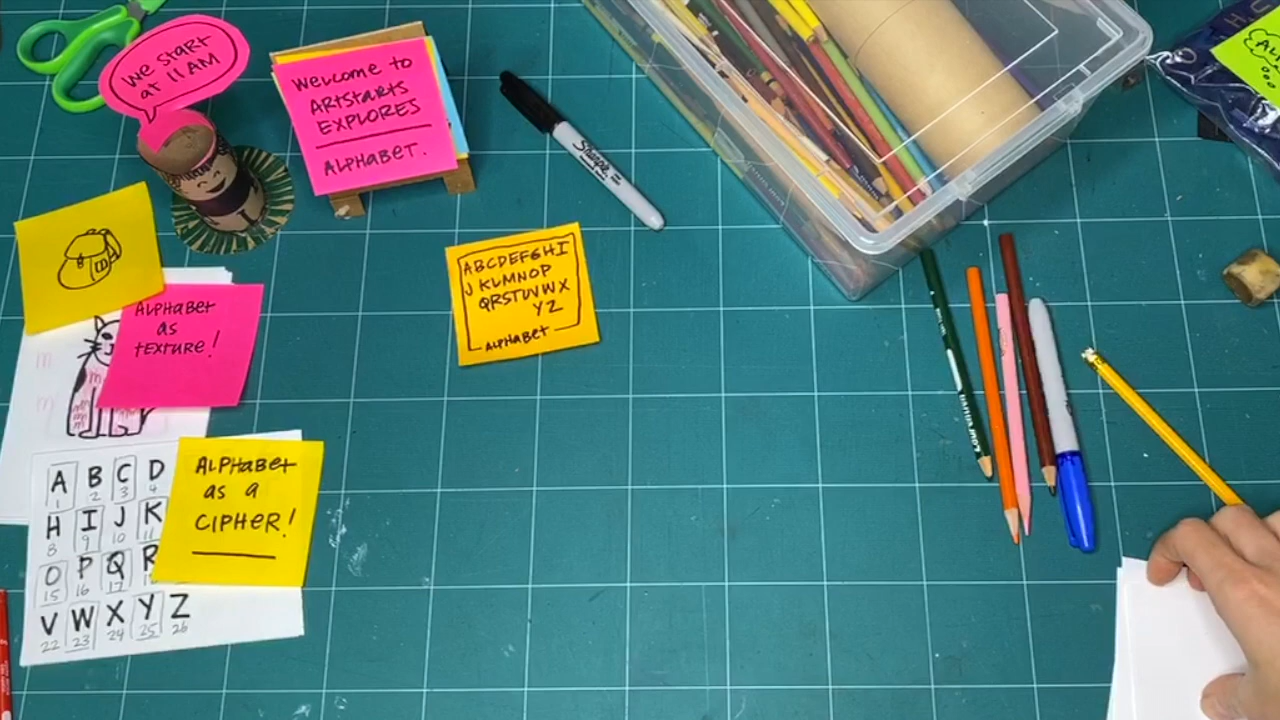 WE START
at 11 AM
Welcome to
ARtStARts
EXPLORES
ALPHABET.
Sharpie
ABCDEFGHI
JKLMNOP
QRSTUVWX
YZ
ALPHABET
ALPHABET
as
tEXtURE!
m
m
ALPHABEt
as a
CIPHER!
A B C D
1 2 3 4
H I J K
8 9 10 11
O P Q R
15 16 17
V W X Y Z
22 23 24 25 26